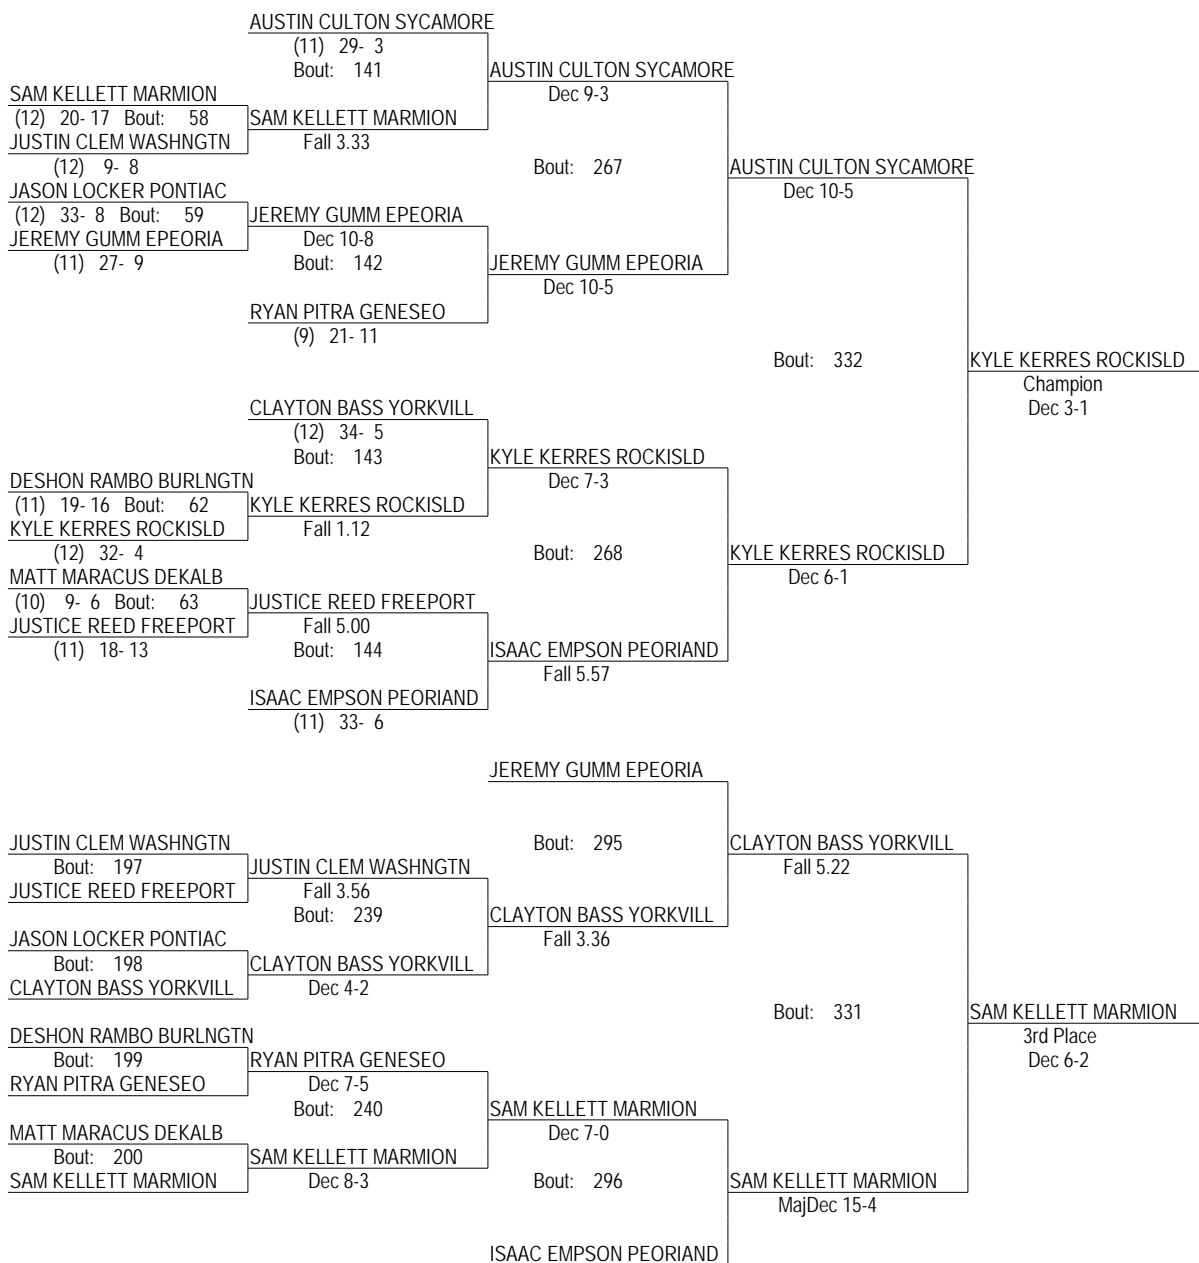 AUSTIN CULTON SYCAMORE
(11) 29- 3
Bout: 141
AUSTIN CULTON SYCAMORE
Dec 9-3
SAM KELLETT MARMION
(12) 20- 17 Bout: 58
SAM KELLETT MARMION
JUSTIN CLEM WASHNGTN
Fall 3.33
(12) 9- 8
Bout: 267
AUSTIN CULTON SYCAMORE
Dec 10-5
JASON LOCKER PONTIAC
(12) 33- 8 Bout: 59
JEREMY GUMM EPEORIA
JEREMY GUMM EPEORIA
Dec 10-8
(11) 27- 9
Bout: 142
JEREMY GUMM EPEORIA
Dec 10-5
RYAN PITRA GENESEO
(9) 21- 11
Bout: 332
KYLE KERRES ROCKISLD
Champion
Dec 3-1
CLAYTON BASS YORKVILL
(12) 34- 5
Bout: 143
KYLE KERRES ROCKISLD
Dec 7-3
DESHON RAMBO BURLNGTN
(11) 19- 16 Bout: 62
KYLE KERRES ROCKISLD
KYLE KERRES ROCKISLD
Fall 1.12
(12) 32- 4
Bout: 268
KYLE KERRES ROCKISLD
Dec 6-1
MATT MARACUS DEKALB
(10) 9- 6 Bout: 63
JUSTICE REED FREEPORT
JUSTICE REED FREEPORT
Fall 5.00
(11) 18- 13
Bout: 144
ISAAC EMPSON PEORIAND
Fall 5.57
ISAAC EMPSON PEORIAND
(11) 33- 6
JEREMY GUMM EPEORIA
JUSTIN CLEM WASHNGTN
Bout: 295
CLAYTON BASS YORKVILL
Bout: 197
JUSTIN CLEM WASHNGTN
Fall 5.22
JUSTICE REED FREEPORT
Fall 3.56
Bout: 239
CLAYTON BASS YORKVILL
Fall 3.36
JASON LOCKER PONTIAC
Bout: 198
CLAYTON BASS YORKVILL
CLAYTON BASS YORKVILL
Dec 4-2
Bout: 331
SAM KELLETT MARMION
3rd Place
Dec 6-2
DESHON RAMBO BURLNGTN
Bout: 199
RYAN PITRA GENESEO
RYAN PITRA GENESEO
Dec 7-5
Bout: 240
SAM KELLETT MARMION
Dec 7-0
MATT MARACUS DEKALB
Bout: 200
SAM KELLETT MARMION
SAM KELLETT MARMION
Dec 8-3
Bout: 296
SAM KELLETT MARMION
MajDec 15-4
ISAAC EMPSON PEORIAND